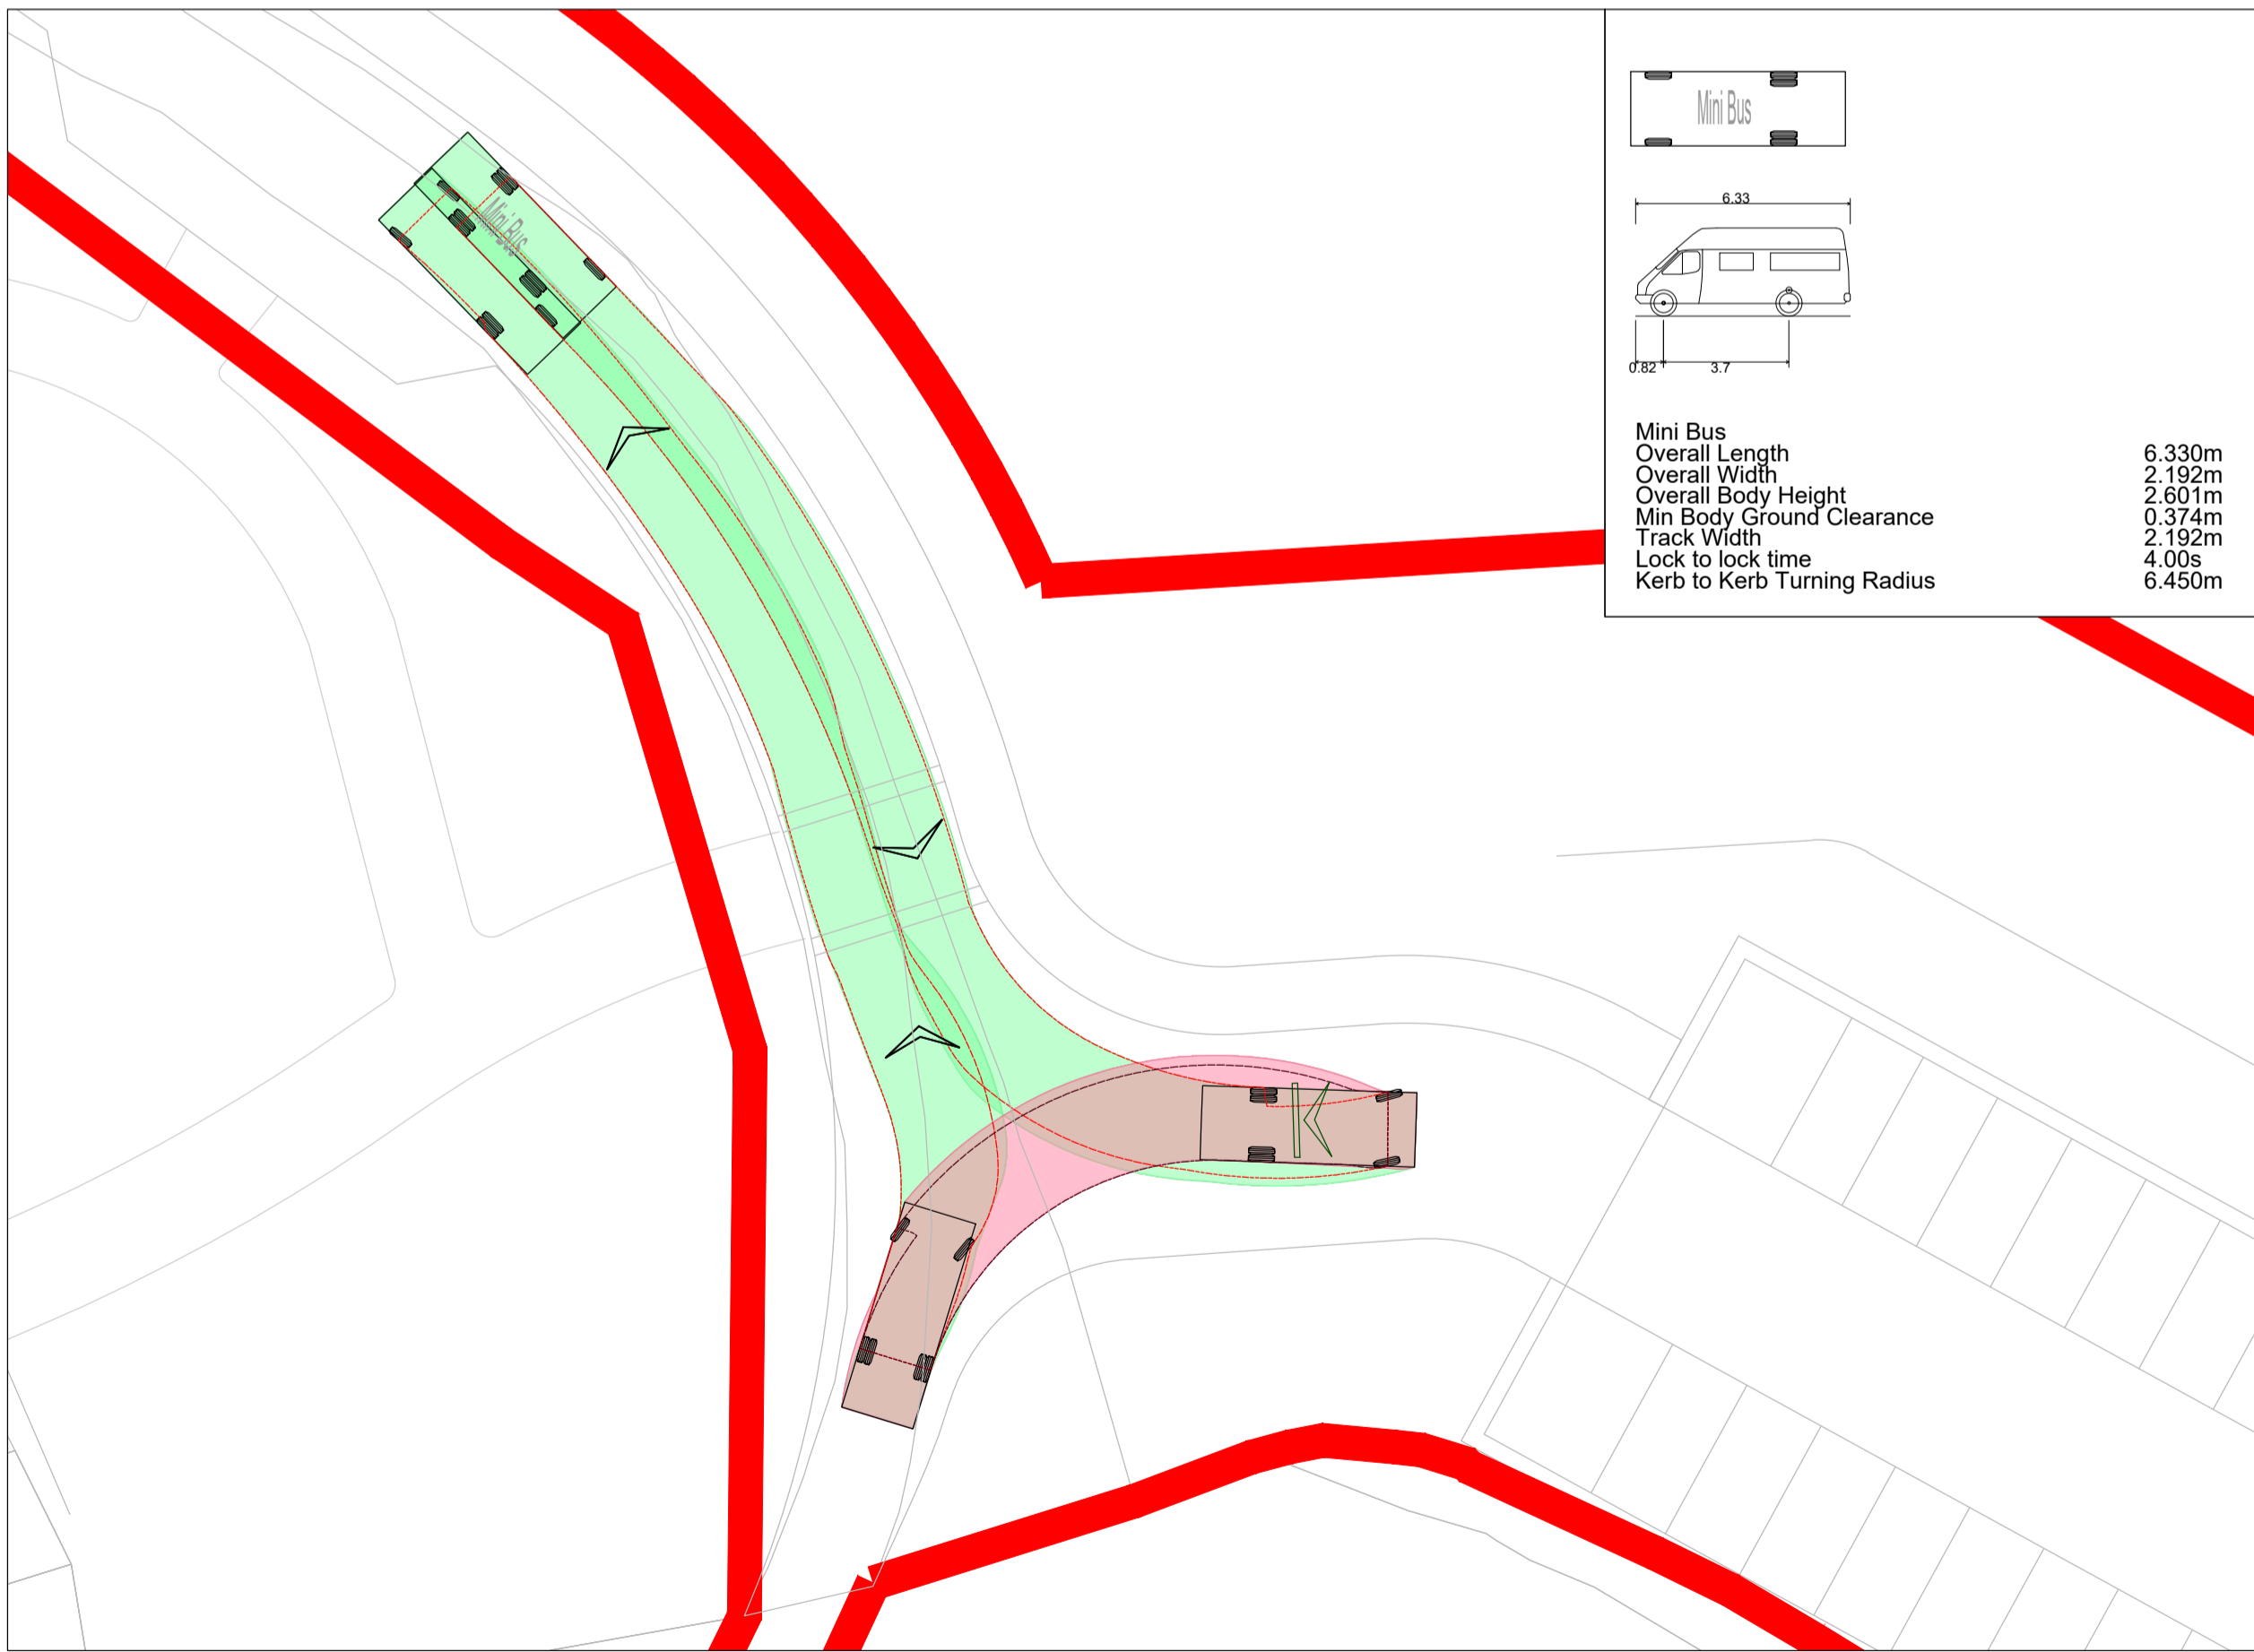 Mini Bus
6.33
0.82
3.7
Mini Bus
Overall Length 6.330m
Overall Width 2.192m
Overall Body Height 2.601m
Min Body Ground Clearance 0.374m
Track Width 2.192m
Lock to lock time 4.00s
Kerb to Kerb Turning Radius 6.450m
Mini Bus